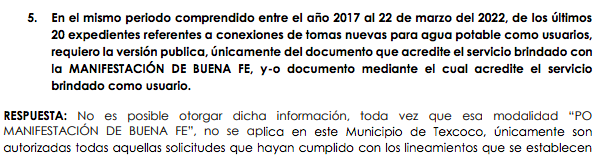 5. En el mismo periodo comprendido entre el año 2017 al 22 de marzo del 2022, de los últimos
20 expedientes referentes a conexiones de tomas nuevas para agua potable como usuarios,
requiero la versión publica, únicamente del documento que acredite el servicio brindado con
la MANIFESTACIÓN DE BUENA FE, y-o documento mediante el cual acredite el servicio
brindado como usuario.
RESPUESTA: No es posible otorgar dicha información, toda vez que esa modalidad “PO
MANIFESTACIÓN DE BUENA FE”, no se aplica en este Municipio de Texcoco, únicamente son
autorizadas todas aquellas solicitudes que hayan cumplido con los lineamientos que se establecen